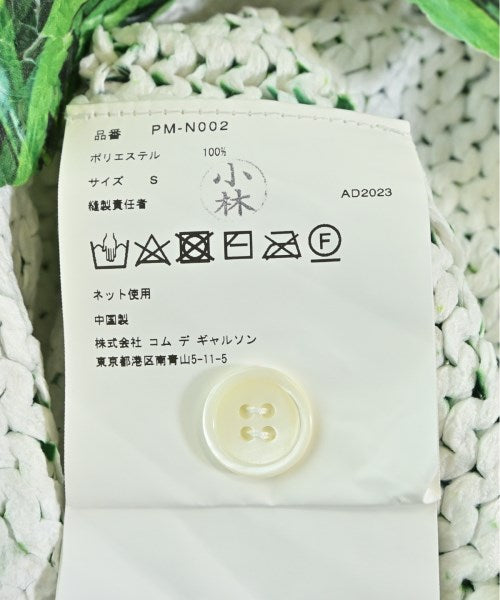 品番 PM-N002
ポリエステル 100%
サイズ S
縫製責任者
小林
AD2023
F
ネット使用
中国製
株式会社 コム デ ギャルソン
東京都港区南青山5-11-5